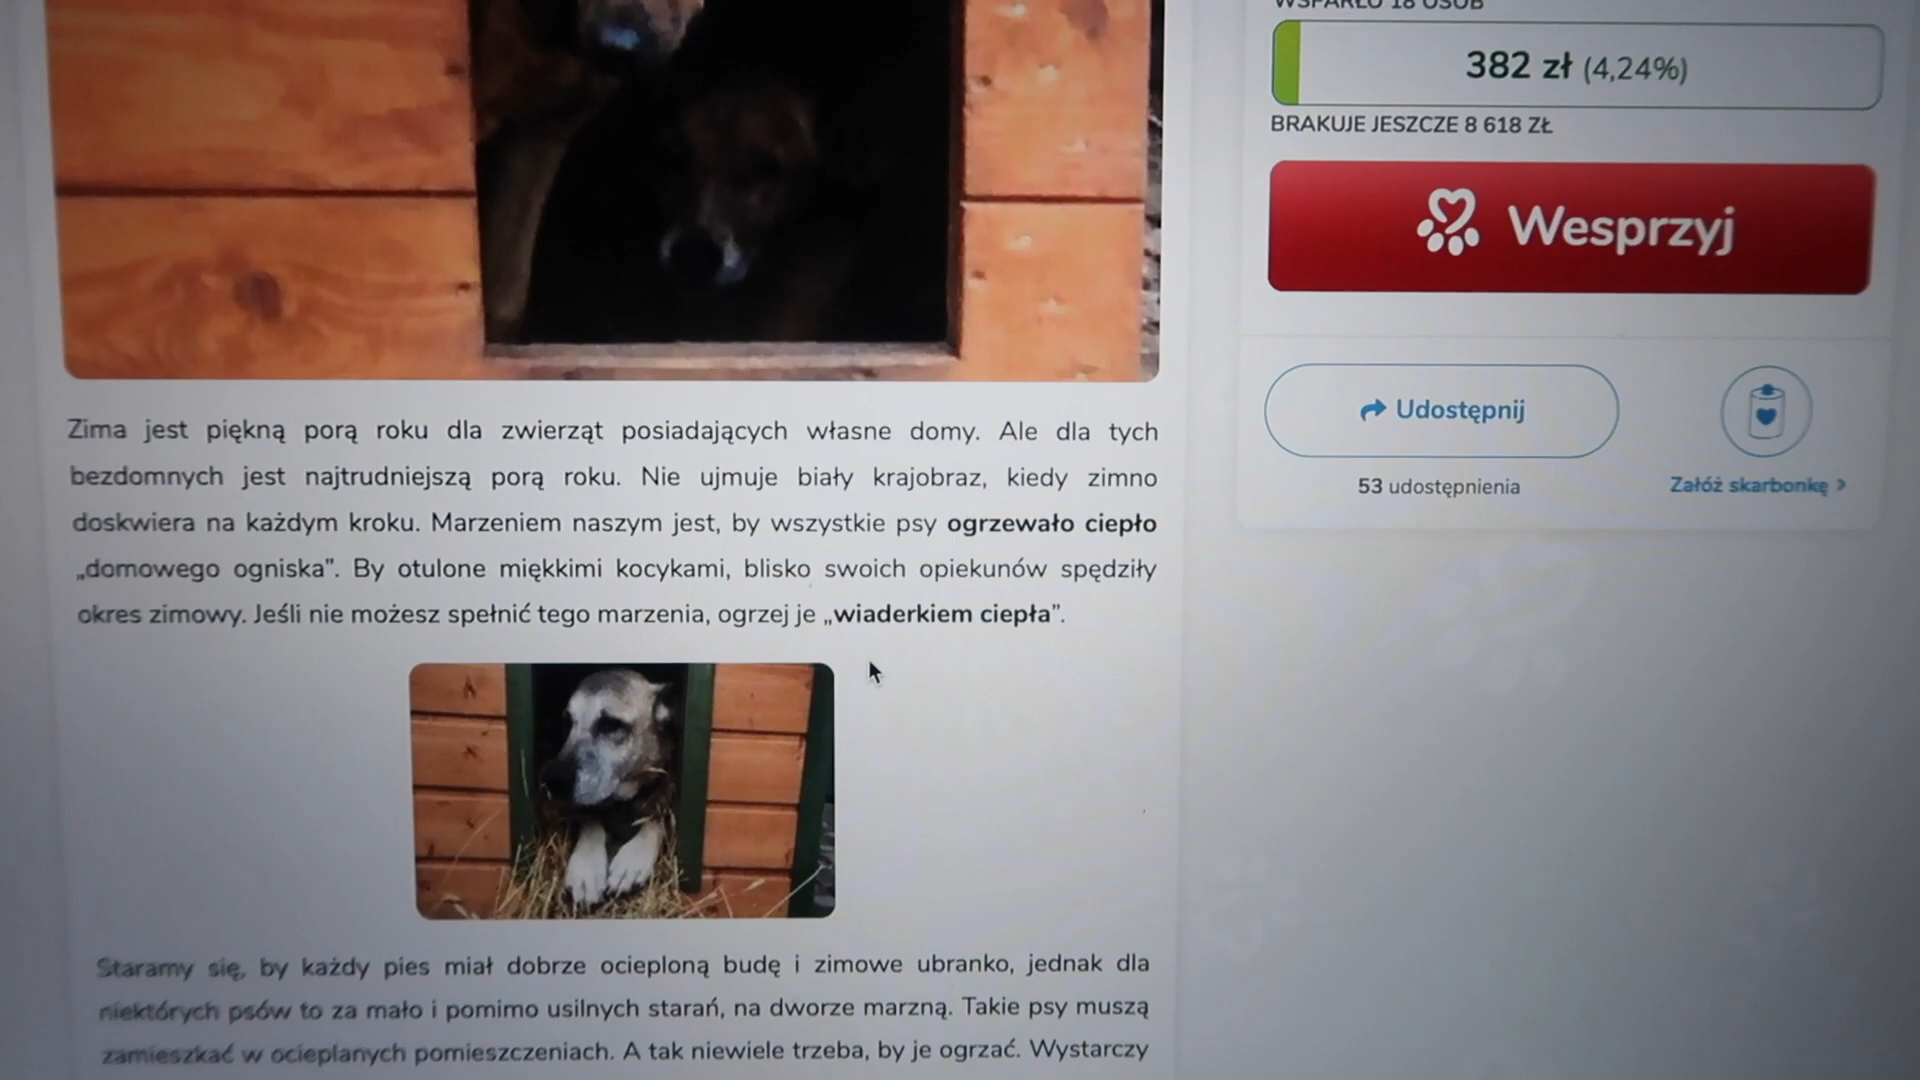 WSPARŁO 18 OSÓB
382 zł (4,24%)
BRAKUJE JESZCZE 8 618 ZŁ
Wesprzyj
Udostępnij
53 udostępnienia
Załóż skarbonkę >
Zima jest piękną porą roku dla zwierząt posiadających własne domy. Ale dla tych
bezdomnych jest najtrudniejszą porą roku. Nie ujmuje biały krajobraz, kiedy zimno
doskwiera na każdym kroku. Marzeniem naszym jest, by wszystkie psy ogrzewało ciepło
„domowego ogniska”. By otulone miękkimi kocykami, blisko swoich opiekunów spędziły
okres zimowy. Jeśli nie możesz spełnić tego marzenia, ogrzej je „wiaderkiem ciepła”.
Staramy się, by każdy pies miał dobrze ocieploną budę i zimowe ubranko, jednak dla
niektórych psów to za mało i pomimo usilnych starań, na dworze marzną. Takie psy muszą
zamieszkać w ocieplanych pomieszczeniach. A tak niewiele trzeba, by je ogrzać. Wystarczy